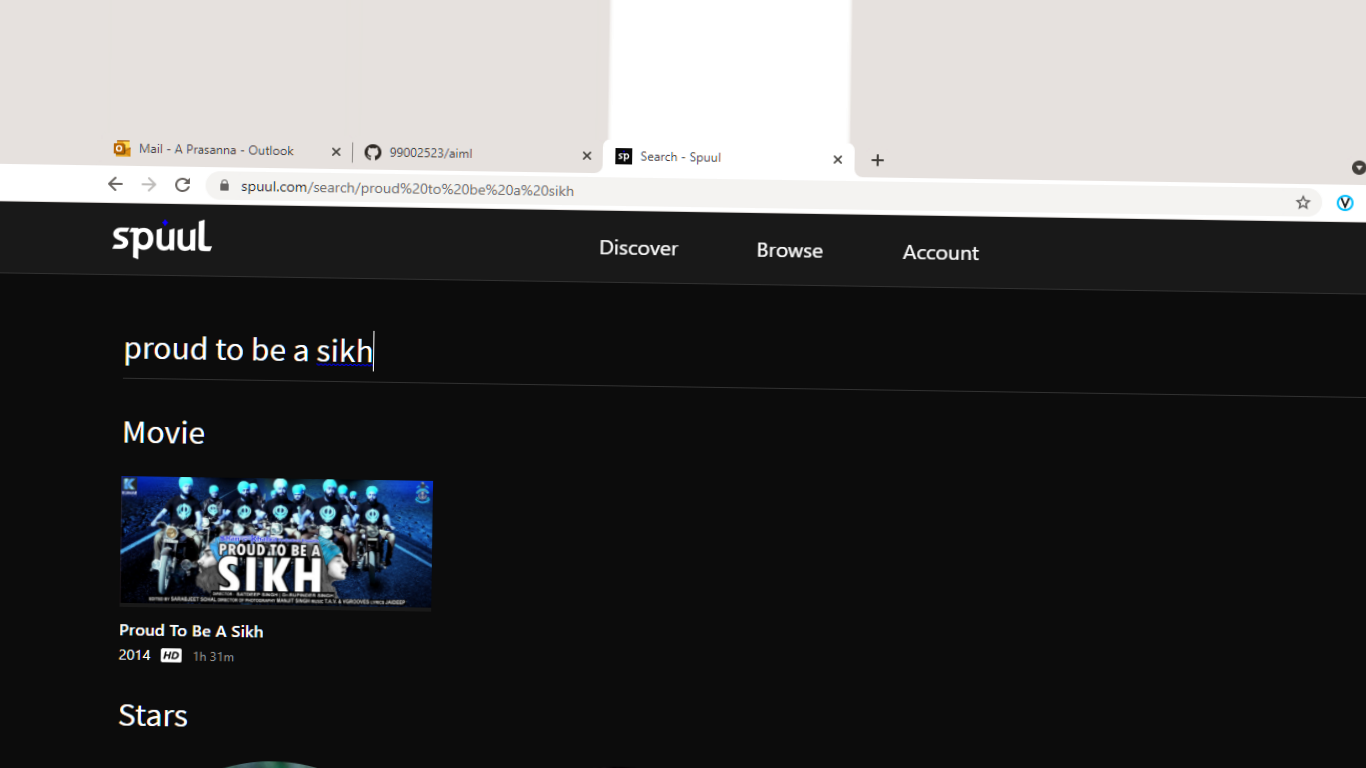 Mail - A Prasanna - Outlook
99002523/aiml
sp Search - Spuul
spuul.com/search/proud%20to%20be%20a%20sikh
spuul
Discover Browse Account
proud to be a sikh
Movie
PROUD TO BE A
SIKH
Proud To Be A Sikh
2014 HD 1h 31m
Stars